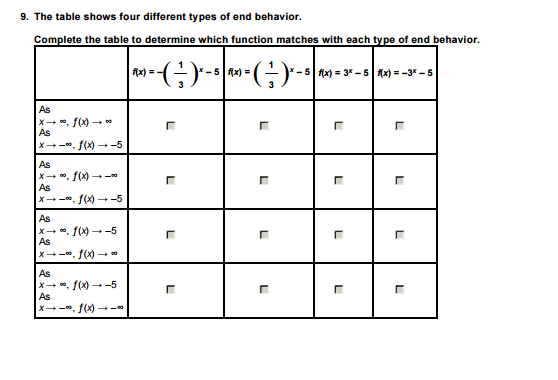 9. The table shows four different types of end behavior.
Complete the table to determine which function matches with each type of end behavior.
f(x) = -(1/3)ˣ - 5 f(x) = (1/3)ˣ - 5 f(x) = 3ˣ - 5 f(x) = -3ˣ - 5
As
x→ ∞, f(x) → ∞
As
x→ -∞, f(x) → -5
As
x→ ∞, f(x) → -∞
As
x→ -∞, f(x) → -5
As
x→ ∞, f(x) → -5
As
x→ -∞, f(x) → ∞
As
x→ ∞, f(x) → -5
As
x→ -∞, f(x) → -∞